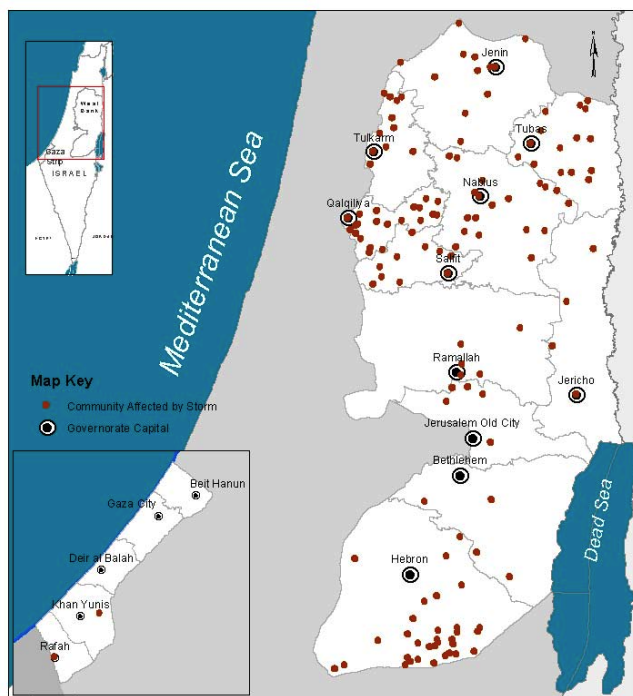 West
Bank
Gaza
Strip
ISRAEL
EGYPT
JORDAN
N
Mediterranean Sea
Jenin
Tubas
Tulkarm
Nablus
Qalqiliya
Salfit
Ramallah
Jericho
Jerusalem Old City
Bethlehem
Hebron
Dead Sea
Map Key
Community Affected by Storm
Governorate Capital
Beit Hanun
Gaza City
Deir al Balah
Khan Yunis
Rafah